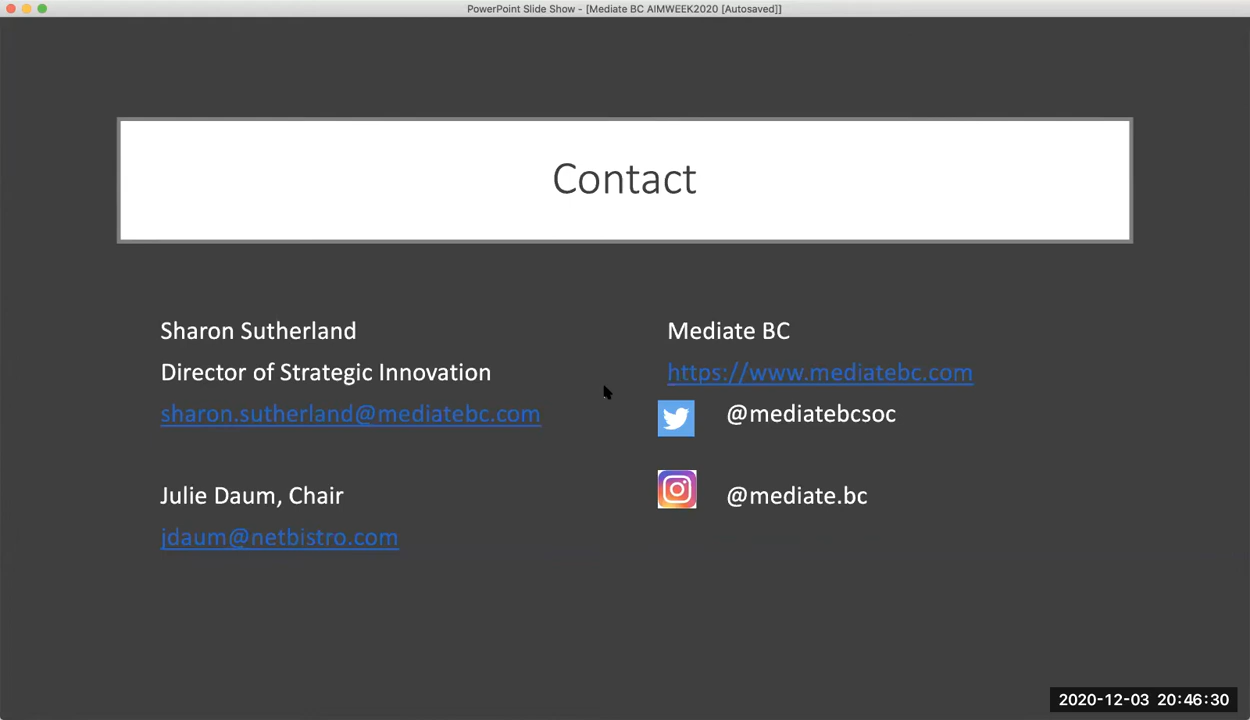 PowerPoint Slide Show - [Mediate BC AIMWEEK2020 [Autosaved]]
Contact
Sharon Sutherland
Director of Strategic Innovation
sharon.sutherland@mediatebc.com
Julie Daum, Chair
jdaum@netbistro.com
Mediate BC
https://www.mediatebc.com
@mediatebcsoc
@mediate.bc
2020-12-03 20:46:30